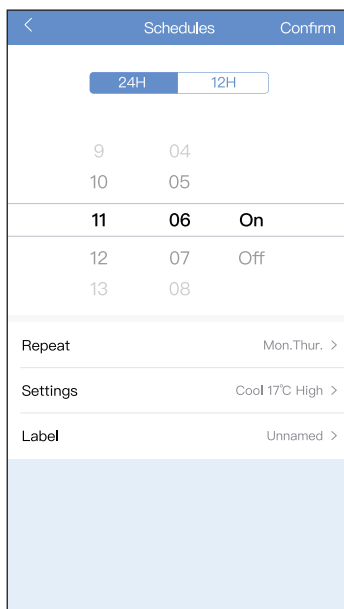 Schedules Confirm
24H 12H
9 04
10 05
11 06 On
12 07 Off
13 08
Repeat Mon.Thur. >
Settings Cool 17℃ High >
Label Unnamed >